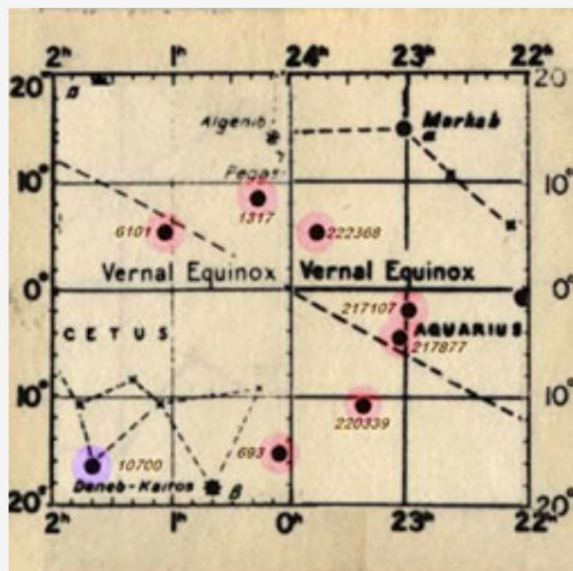 2ʰ 1ʰ 24ʰ 23ʰ 22ʰ
20° 20°
Algenib
Markab
α
Pegas
10° 10°
1317
6101 222368
Vernal Equinox Vernal Equinox
0° 0°
217107
CETUS AQUARIUS
217877
10° 10°
220339
693
10700
Deneb-Kaitos β
20° 20°
2ʰ 1ʰ 0ʰ 23ʰ 22ʰ